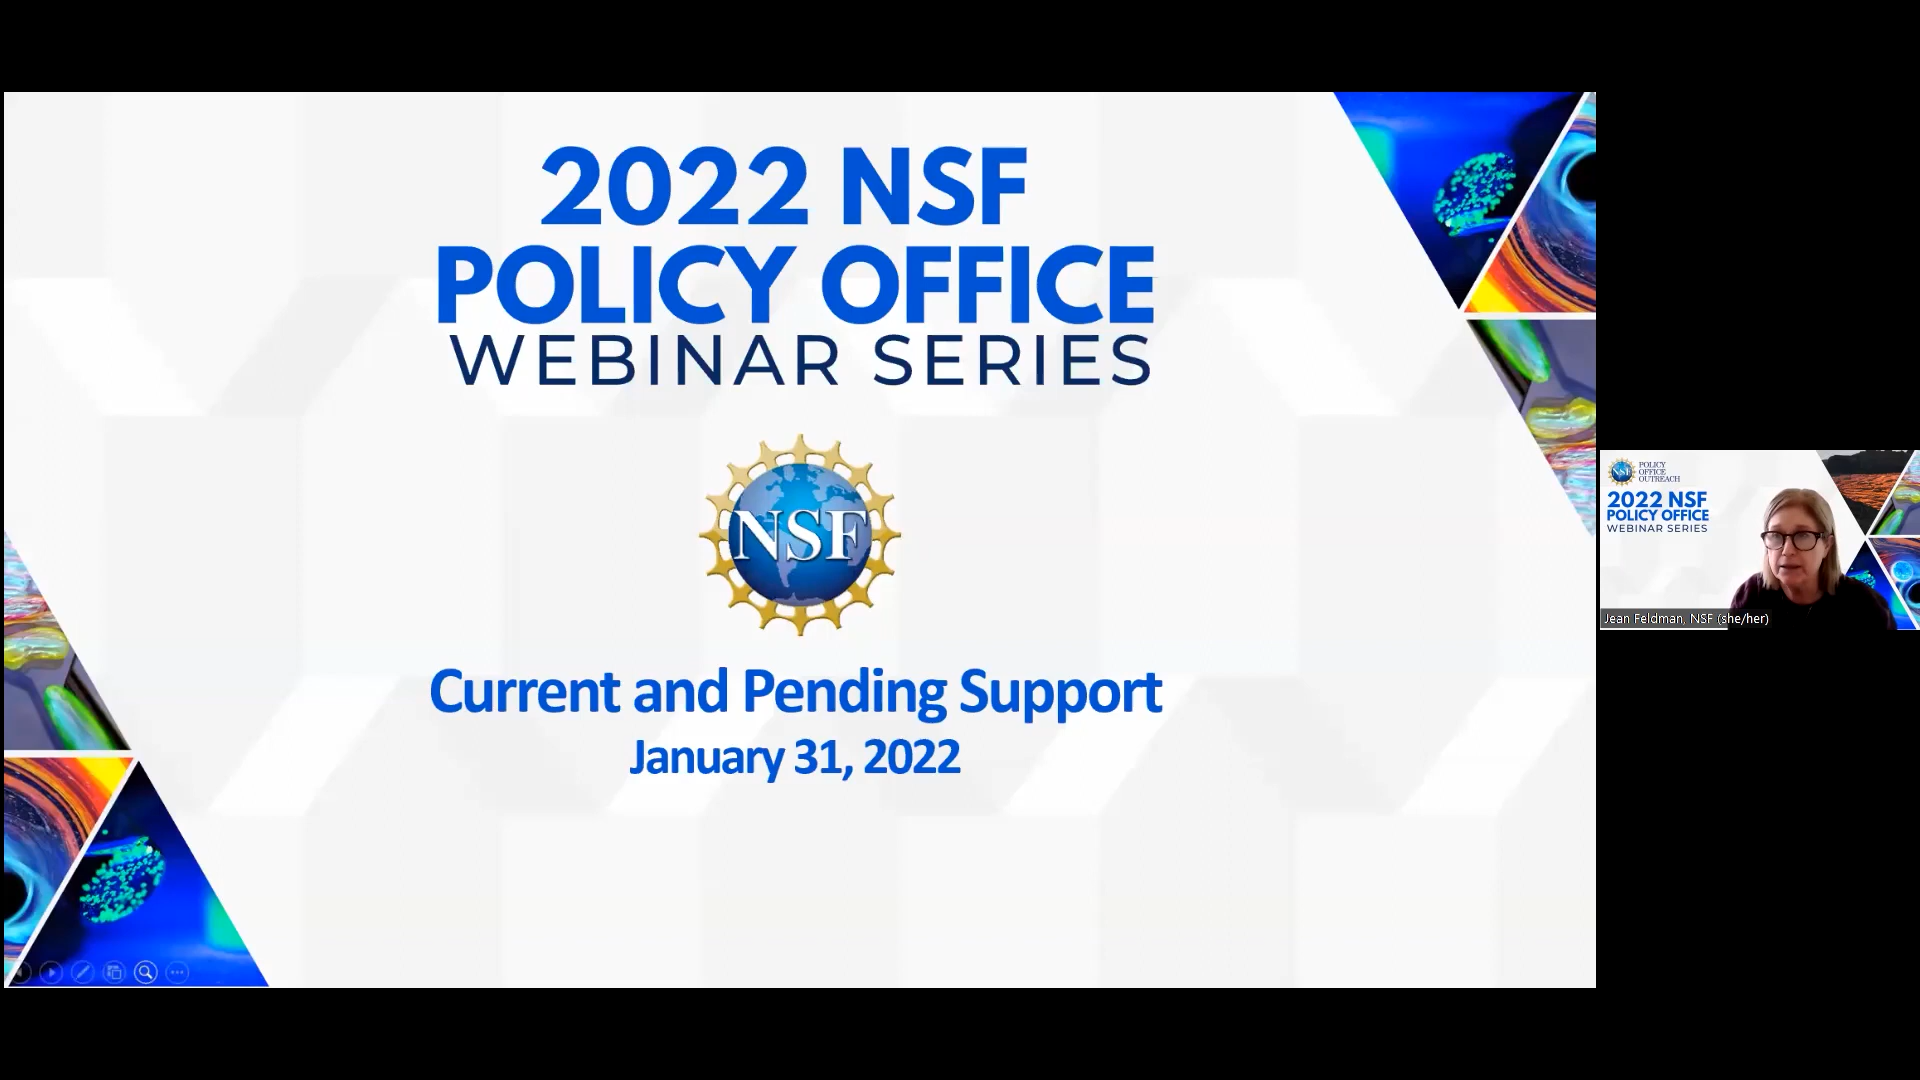 2022 NSF
POLICY OFFICE
WEBINAR SERIES
NSF
Current and Pending Support
January 31, 2022
NSF
POLICY
OFFICE
OUTREACH
2022 NSF
POLICY OFFICE
WEBINAR SERIES
Jean Feldman, NSF (she/her)